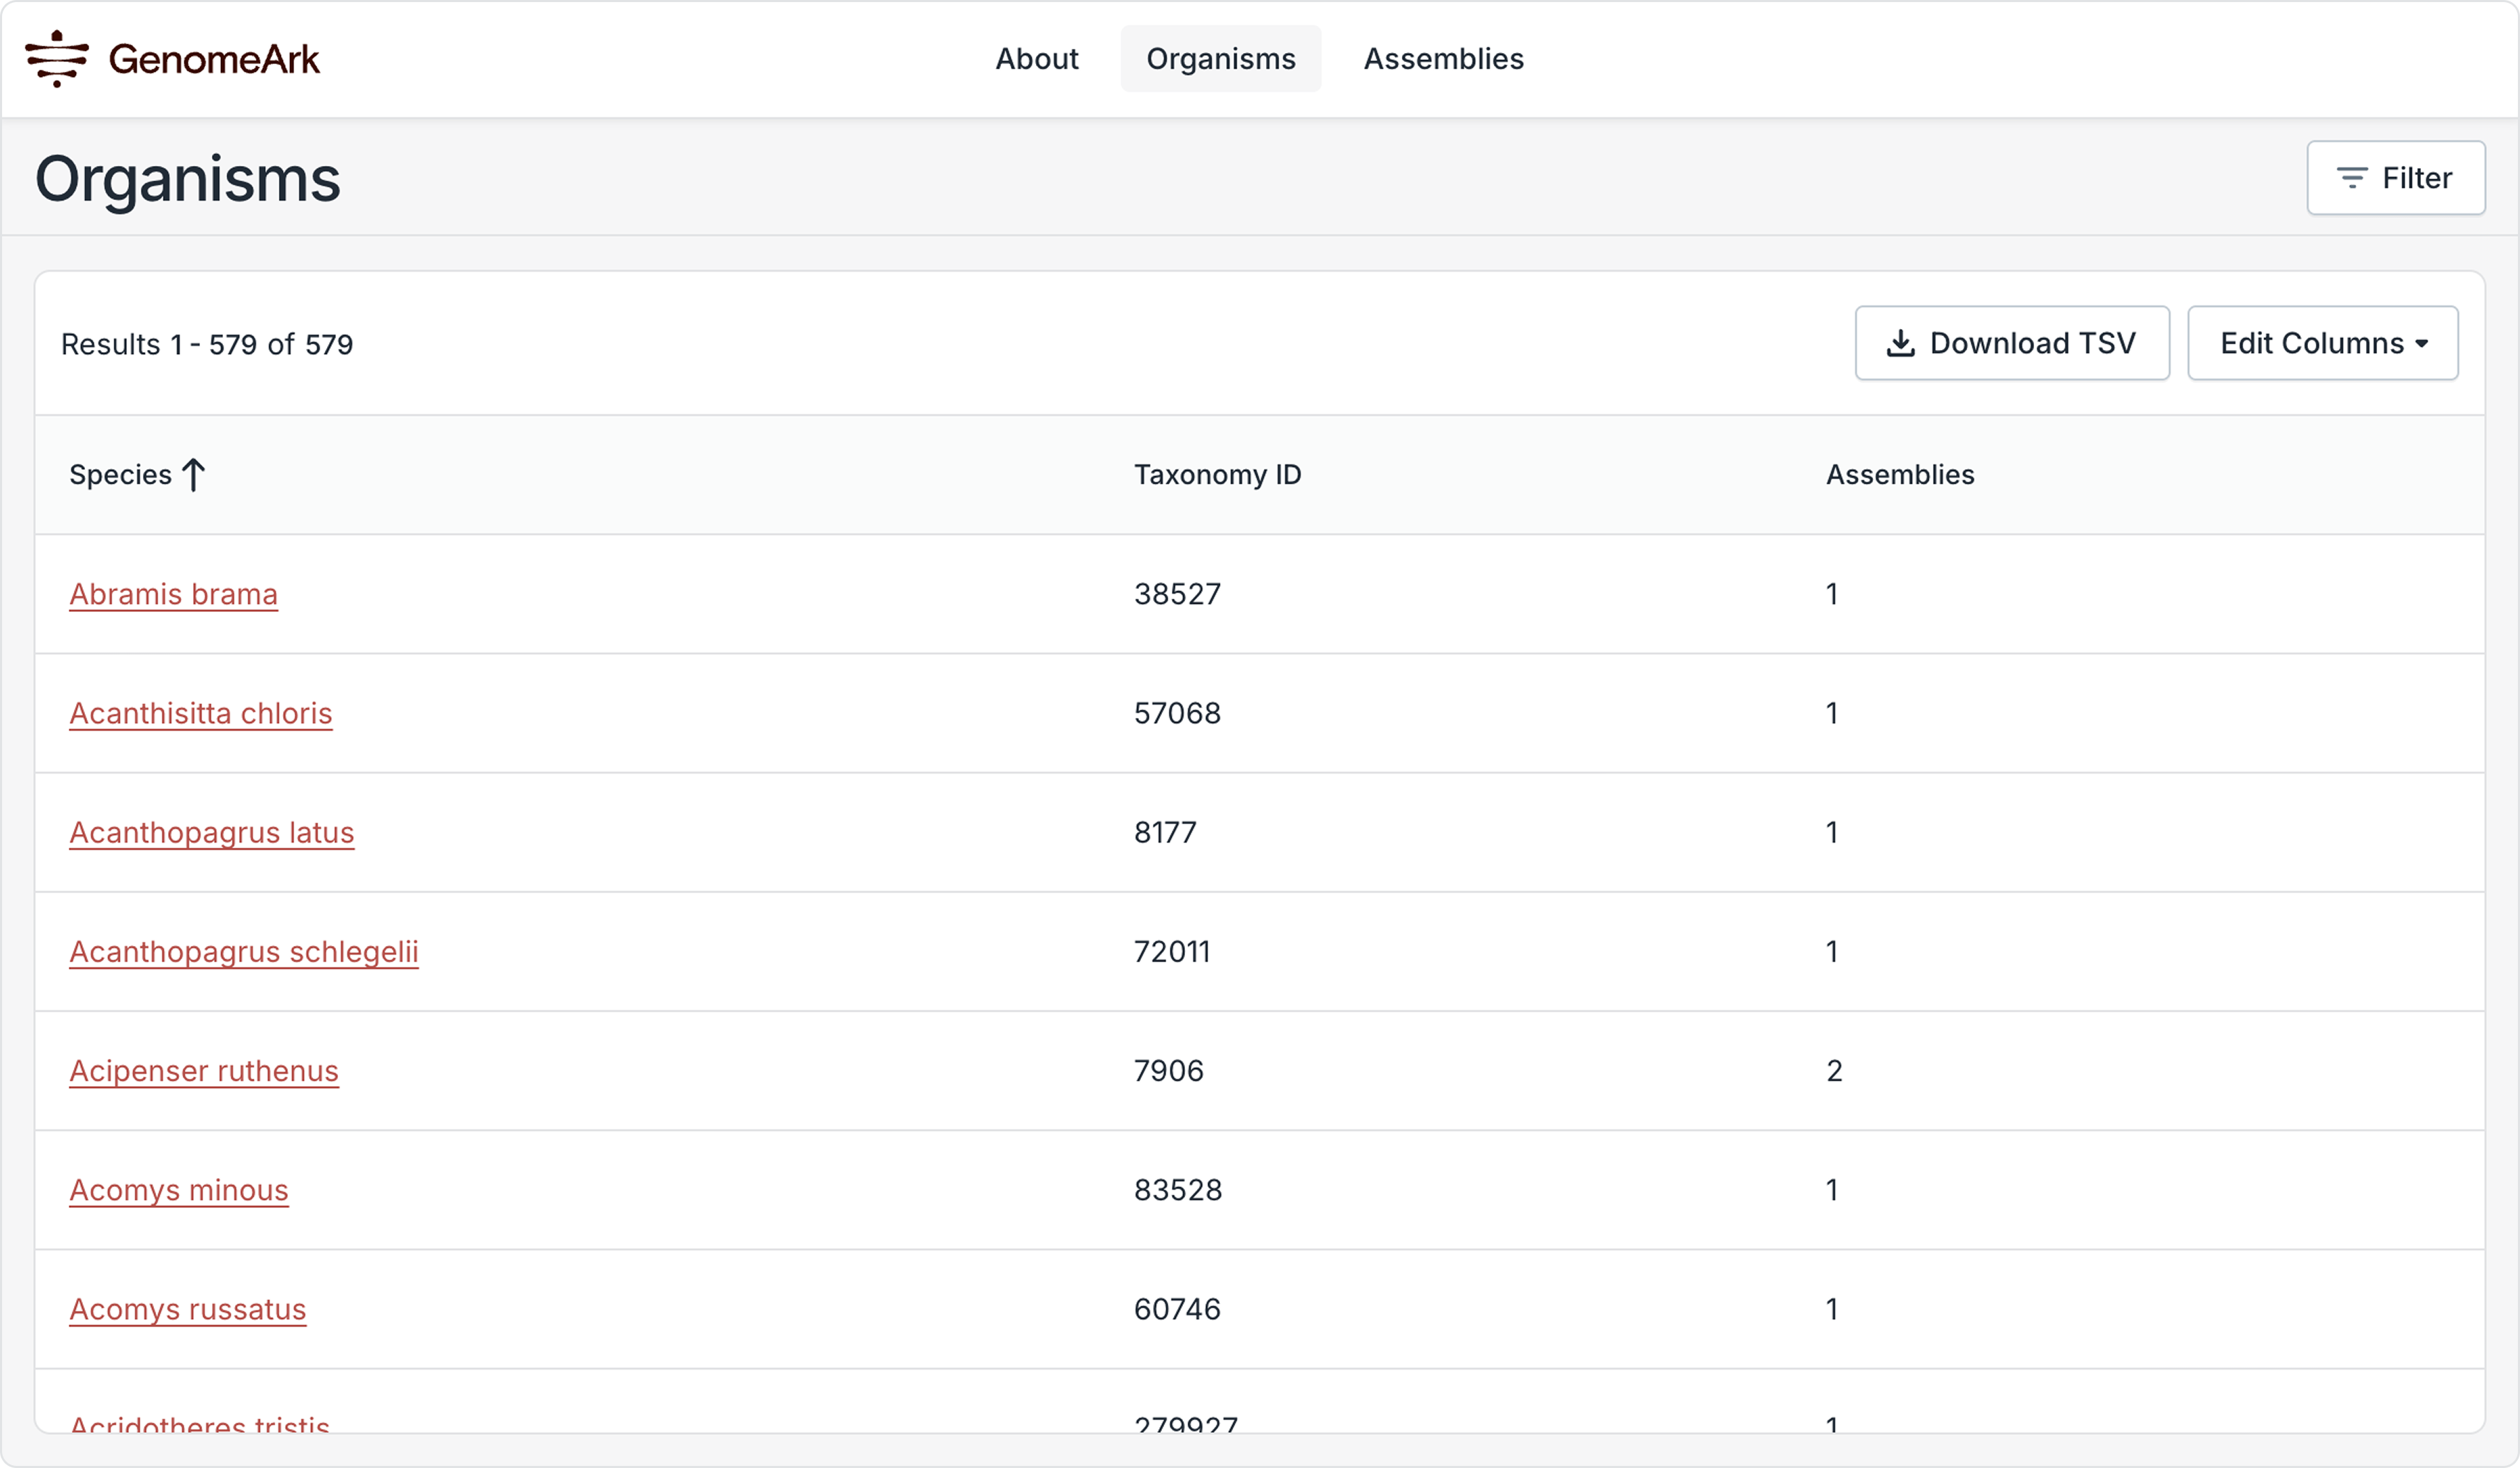 GenomeArk
About Organisms Assemblies
Organisms
Filter
Results 1 - 579 of 579
Download TSV Edit Columns
Species Taxonomy ID Assemblies
Abramis brama 38527 1
Acanthisitta chloris 57068 1
Acanthopagrus latus 8177 1
Acanthopagrus schlegelii 72011 1
Acipenser ruthenus 7906 2
Acomys minous 83528 1
Acomys russatus 60746 1
Acridotheres tristis 279927 1